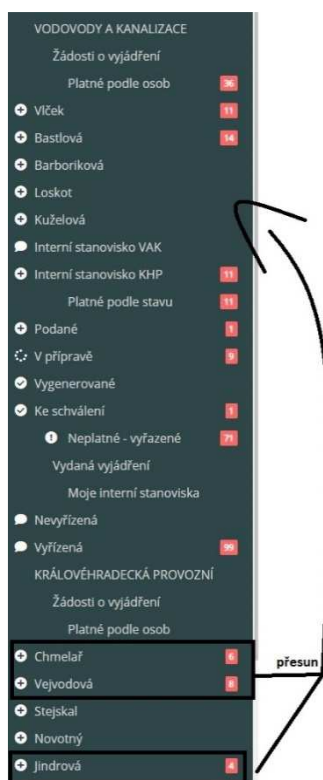 VODOVODY A KANALIZACE
Žádosti o vyjádření
Platné podle osob 36
Vlček 11
Bastlová 14
Barboriková
Loskot
Kuželová
Interní stanovisko VAK
Interní stanovisko KHP 11
Platné podle stavu 11
Podané 1
V přípravě 9
Vygenerované
Ke schválení 1
Neplatné - vyřazené 71
Vydaná vyjádření
Moje interní stanoviska
Nevyřízená
Vyřízená 99
KRÁLOVÉHRADECKÁ PROVOZNÍ
Žádosti o vyjádření
Platné podle osob
Chmelař 6
Vejvodová 8
přesun
Stejskal
Novotný
Jindrová 4